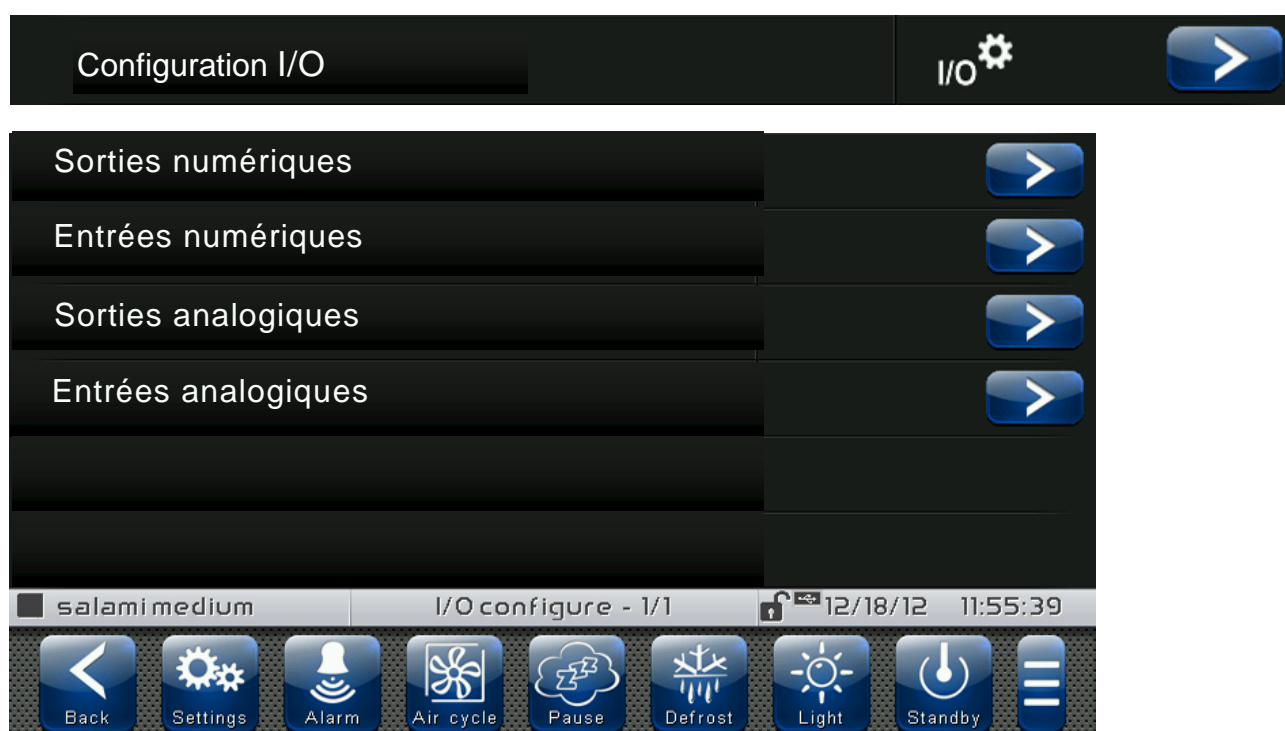 Configuration I/O
I/O
Sorties numériques
Entrées numériques
Sorties analogiques
Entrées analogiques
salami medium I/O configure - 1/1 12/18/12 11:55:39
Back Settings Alarm Air cycle Pause Defrost Light Standby